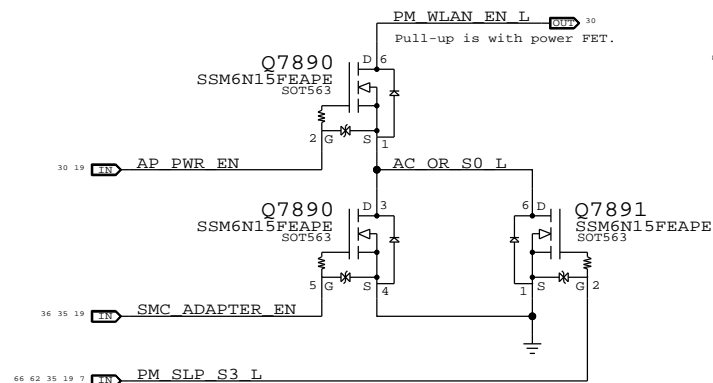 PM_WLAN_EN_L OUT 30
Pull-up is with power FET.
Q7890
SSM6N15FEAPE
SOT563
D 6
2 G S 1
30 19 IN AP_PWR_EN
AC_OR_S0_L
Q7890
SSM6N15FEAPE
SOT563
D 3
5 G S 4
6 D
Q7891
SSM6N15FEAPE
SOT563
1 S G 2
36 35 19 IN SMC_ADAPTER_EN
66 62 35 19 7 IN PM_SLP_S3_L